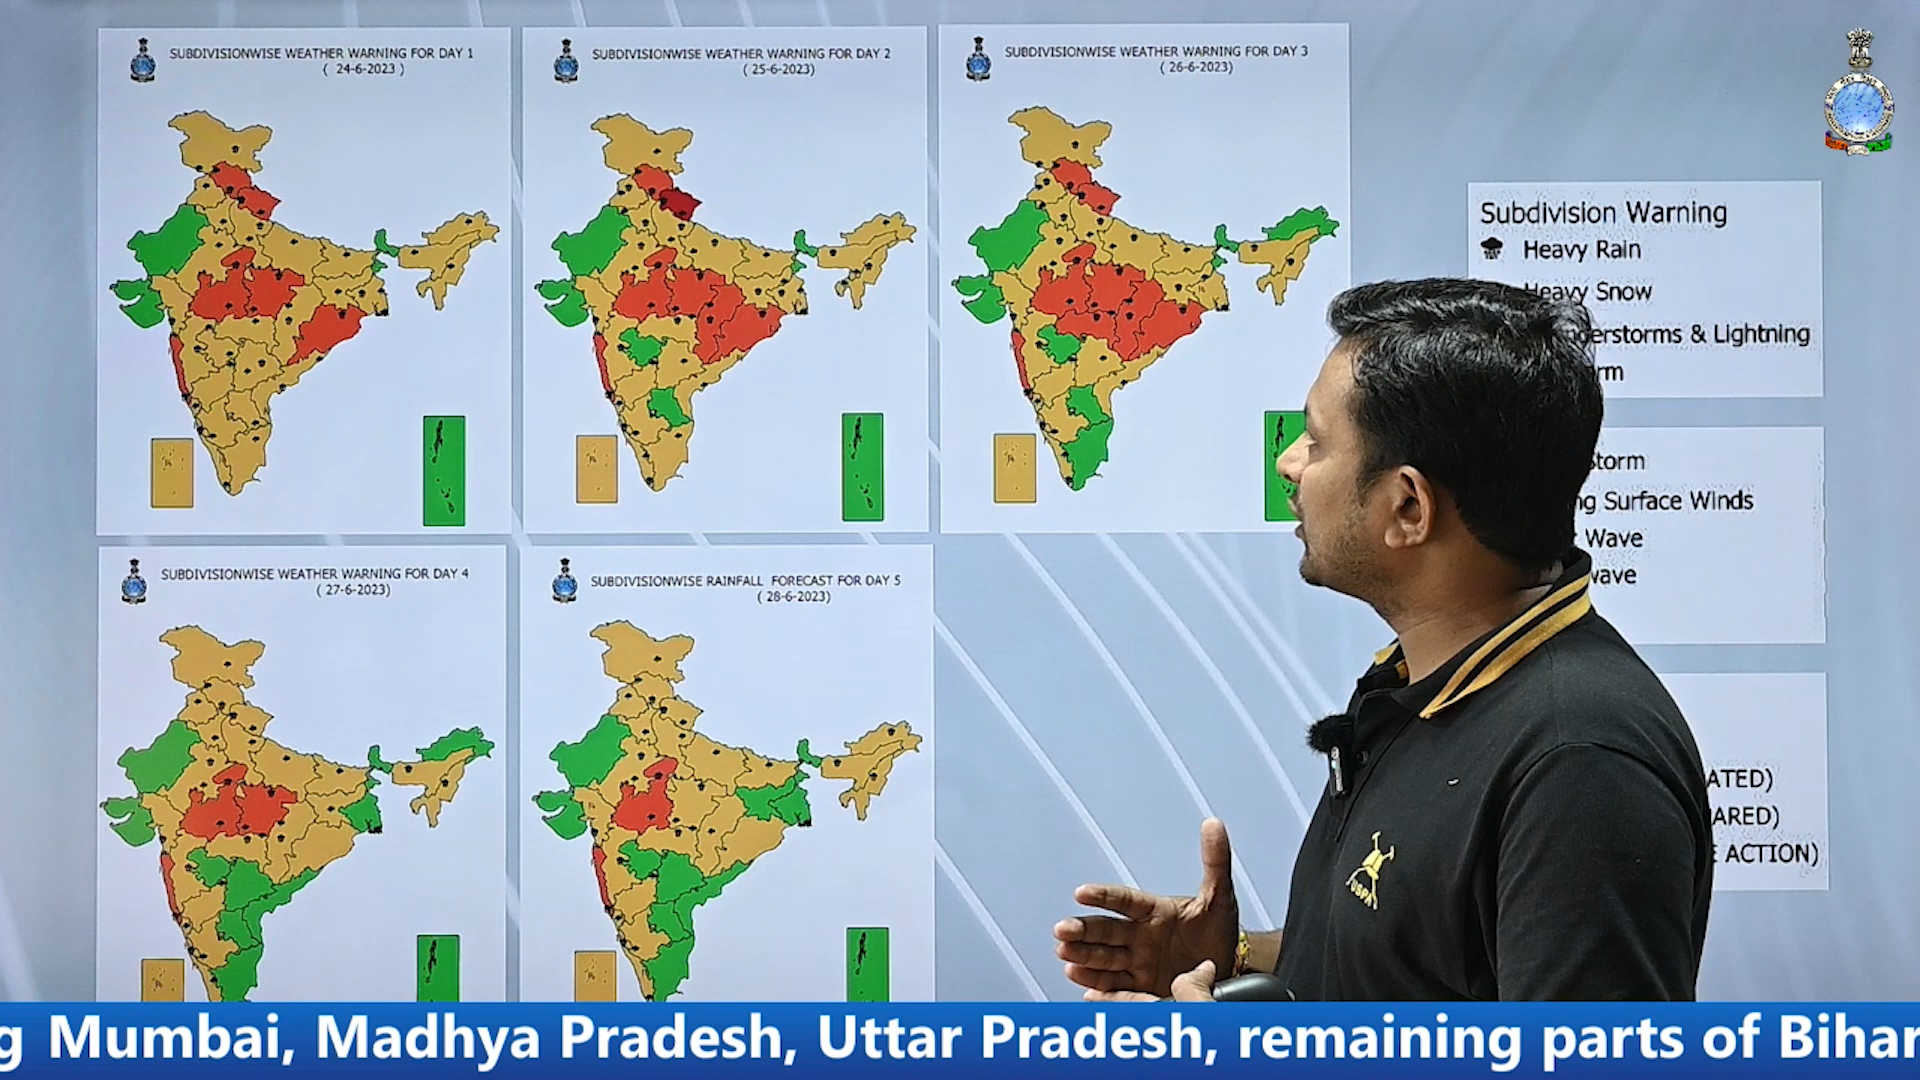 SUBDIVISIONWISE WEATHER WARNING FOR DAY 1
( 24-6-2023 )
SUBDIVISIONWISE WEATHER WARNING FOR DAY 2
( 25-6-2023)
SUBDIVISIONWISE WEATHER WARNING FOR DAY 3
( 26-6-2023)
Subdivision Warning
Heavy Rain
Heavy Snow
derstorms & Lightning
rm
Storm
ng Surface Winds
Wave
wave
SUBDIVISIONWISE WEATHER WARNING FOR DAY 4
( 27-6-2023)
SUBDIVISIONWISE RAINFALL FORECAST FOR DAY 5
( 28-6-2023)
ATED)
ARED)
E ACTION)
g Mumbai, Madhya Pradesh, Uttar Pradesh, remaining parts of Bihar